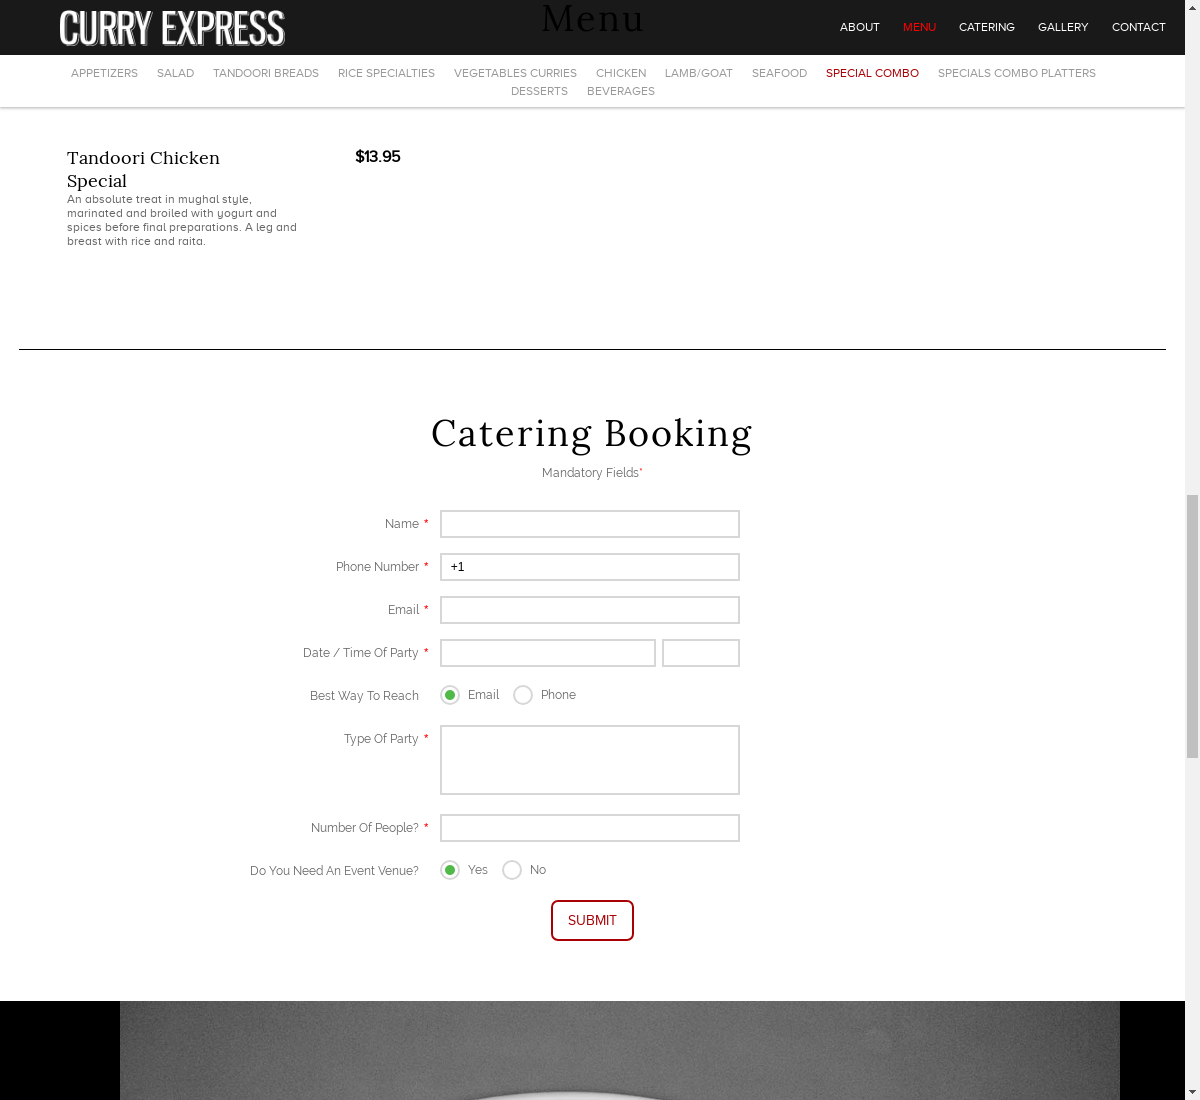 CURRY EXPRESS
Menu
ABOUT MENU CATERING GALLERY CONTACT
APPETIZERS SALAD TANDOORI BREADS RICE SPECIALTIES VEGETABLES CURRIES CHICKEN LAMB/GOAT SEAFOOD SPECIAL COMBO SPECIALS COMBO PLATTERS
DESSERTS BEVERAGES
Tandoori Chicken $13.95
Special
An absolute treat in mughal style,
marinated and broiled with yogurt and
spices before final preparations. A leg and
breast with rice and raita.
Catering Booking
Mandatory Fields*
Name *
Phone Number * +1
Email *
Date / Time Of Party *
Best Way To Reach Email Phone
Type Of Party *
Number Of People? *
Do You Need An Event Venue? Yes No
SUBMIT